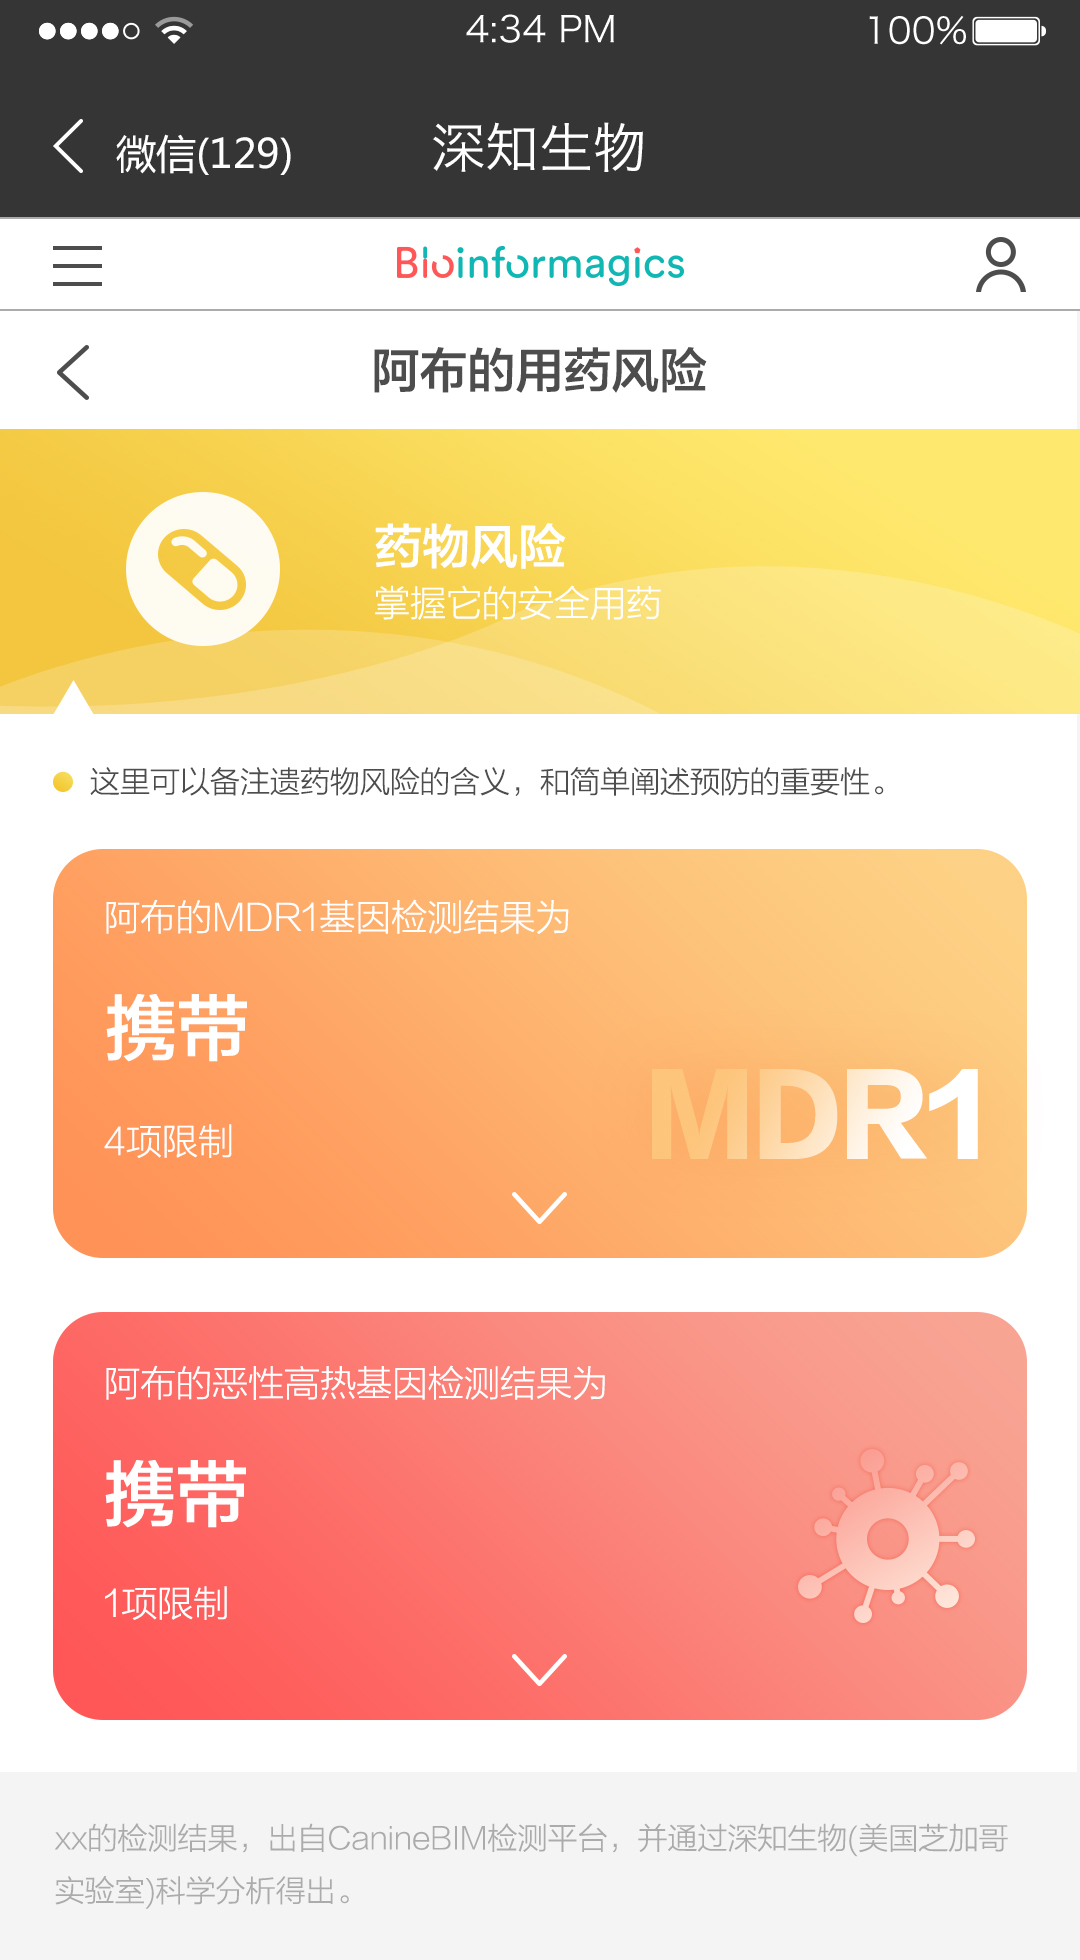 4:34 PM
100%
微信(129)
深知生物
Bioinformagics
阿布的用药风险
药物风险
掌握它的安全用药
这里可以备注遗药物风险的含义，和简单阐述预防的重要性。
阿布的MDR1基因检测结果为
携带
MDR1
4项限制
阿布的恶性高热基因检测结果为
携带
1项限制
xx的检测结果，出自CanineBIM检测平台，并通过深知生物(美国芝加哥
实验室)科学分析得出。